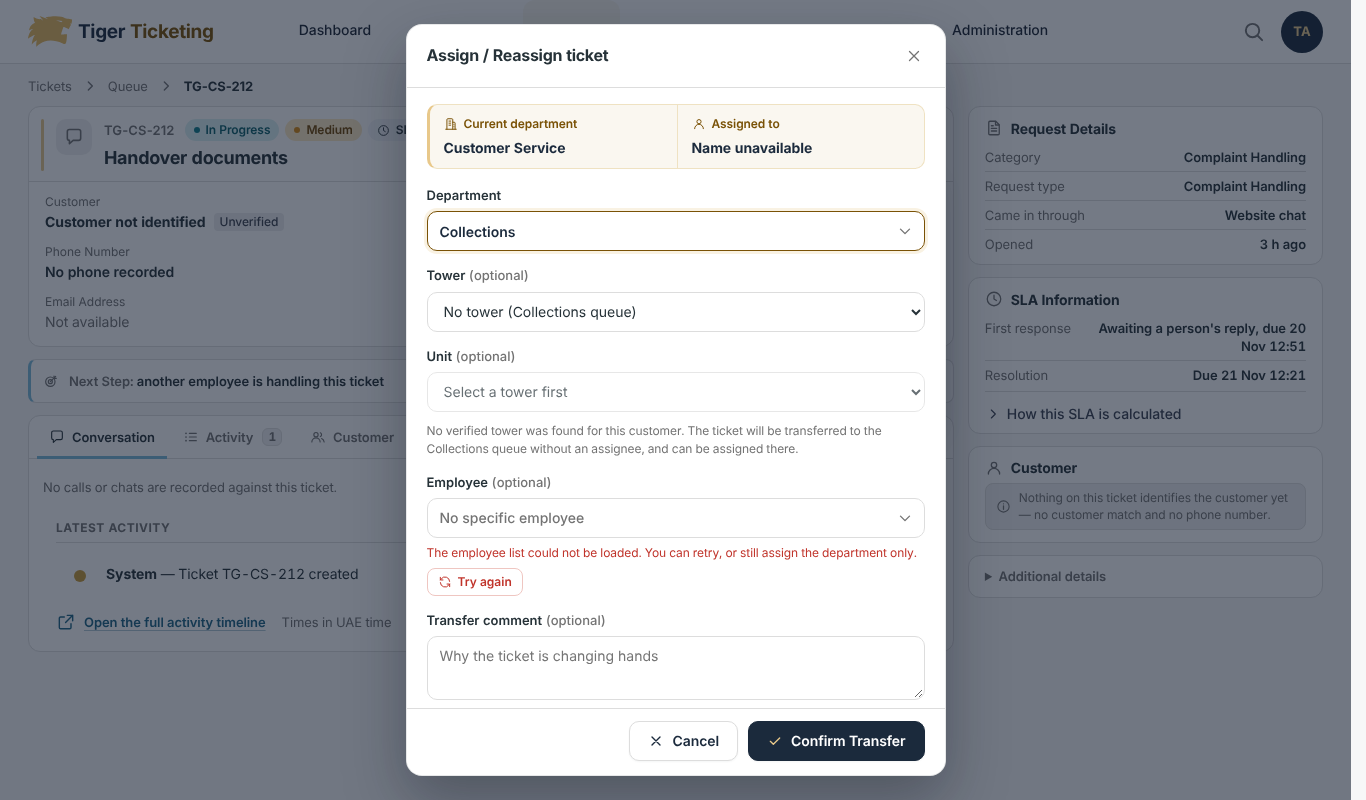 Tiger Ticketing
Dashboard
Administration
TA
Tickets
Queue
TG-CS-212
TG-CS-212
In Progress
Medium
Handover documents
Customer
Customer not identified
Unverified
Phone Number
No phone recorded
Email Address
Not available
Next Step: another employee is handling this ticket
Conversation
Activity
1
Customer
No calls or chats are recorded against this ticket.
LATEST ACTIVITY
System — Ticket TG-CS-212 created
Open the full activity timeline
Times in UAE time
Assign / Reassign ticket
Current department
Customer Service
Assigned to
Name unavailable
Department
Collections
Tower (optional)
No tower (Collections queue)
Unit (optional)
Select a tower first
No verified tower was found for this customer. The ticket will be transferred to the
Collections queue without an assignee, and can be assigned there.
Employee (optional)
No specific employee
The employee list could not be loaded. You can retry, or still assign the department only.
Try again
Transfer comment (optional)
Why the ticket is changing hands
Cancel
Confirm Transfer
Request Details
Category
Complaint Handling
Request type
Complaint Handling
Came in through
Website chat
Opened
3 h ago
SLA Information
First response
Awaiting a person's reply, due 20
Nov 12:51
Resolution
Due 21 Nov 12:21
How this SLA is calculated
Customer
Nothing on this ticket identifies the customer yet
— no customer match and no phone number.
Additional details